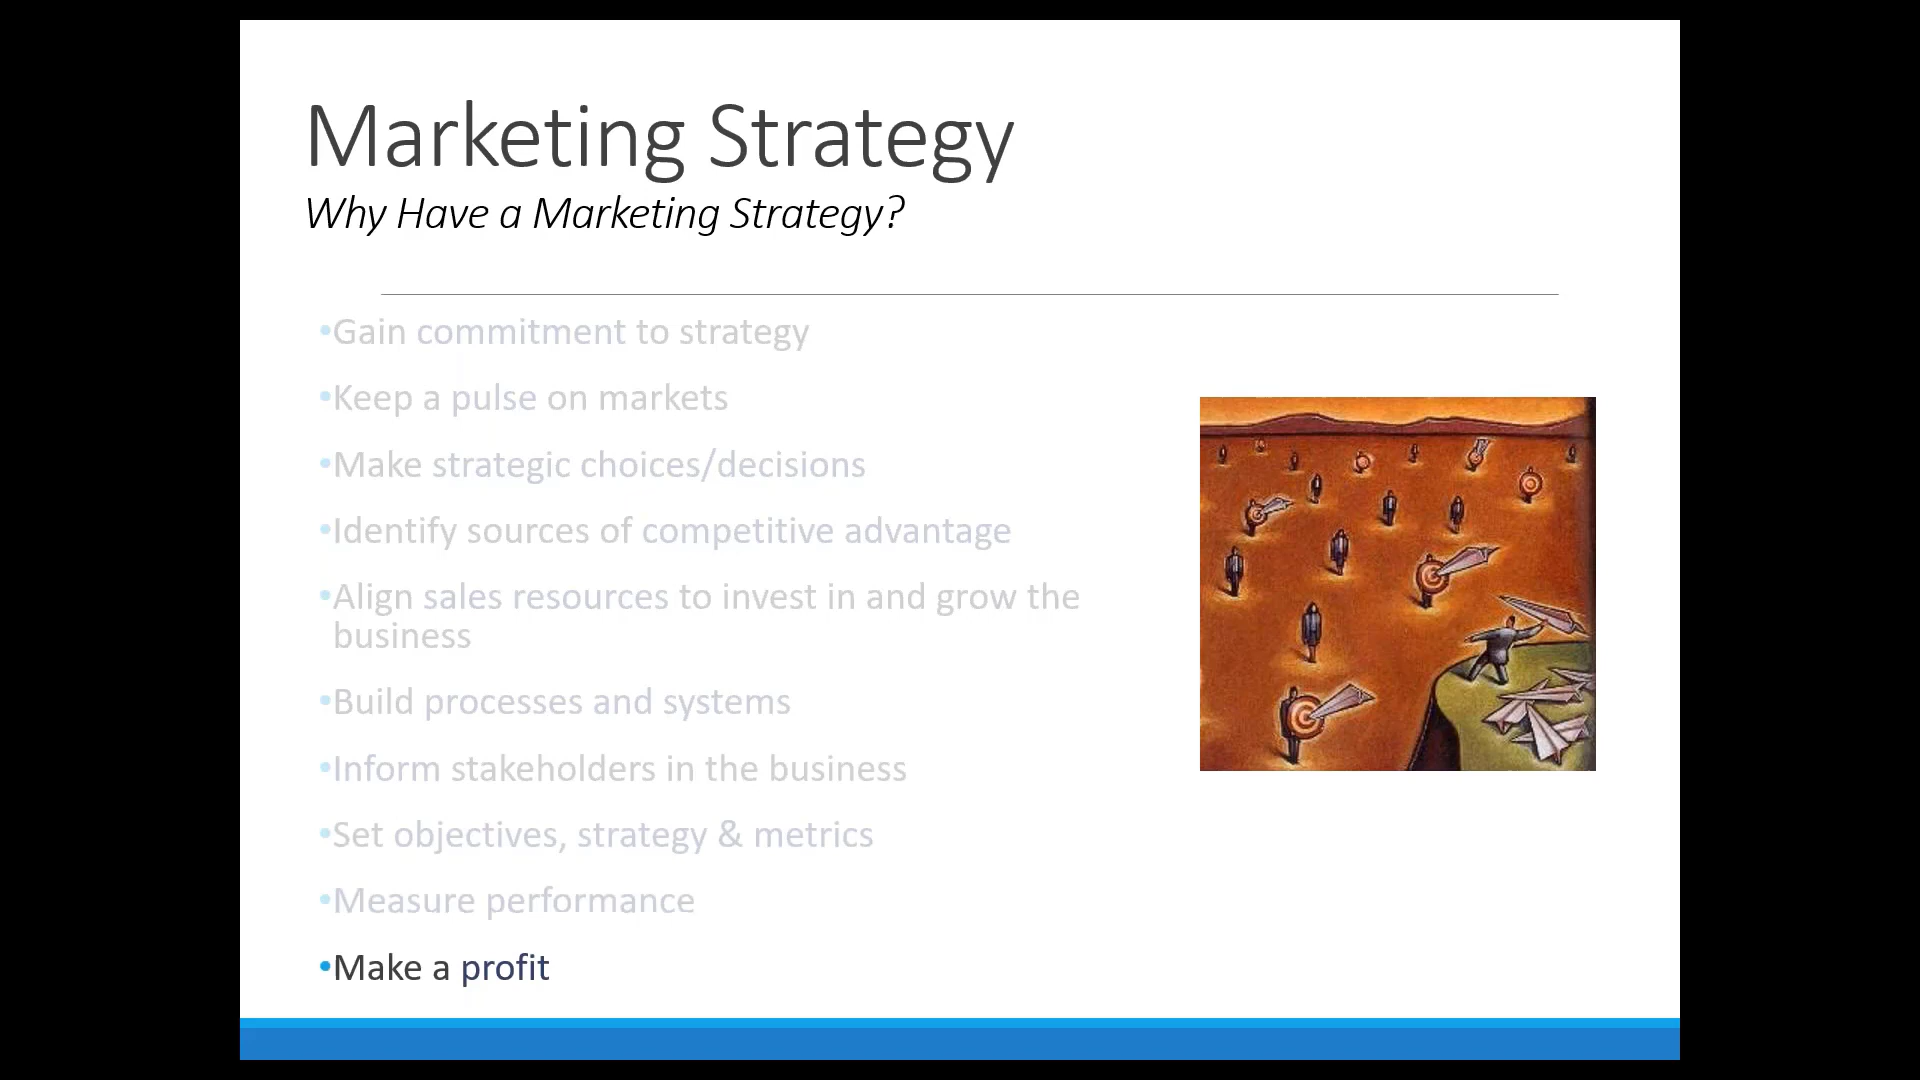 Marketing Strategy
Why Have a Marketing Strategy?
•Gain commitment to strategy
•Keep a pulse on markets
•Make strategic choices/decisions
•Identify sources of competitive advantage
•Align sales resources to invest in and grow the
business
•Build processes and systems
•Inform stakeholders in the business
•Set objectives, strategy & metrics
•Measure performance
•Make a profit